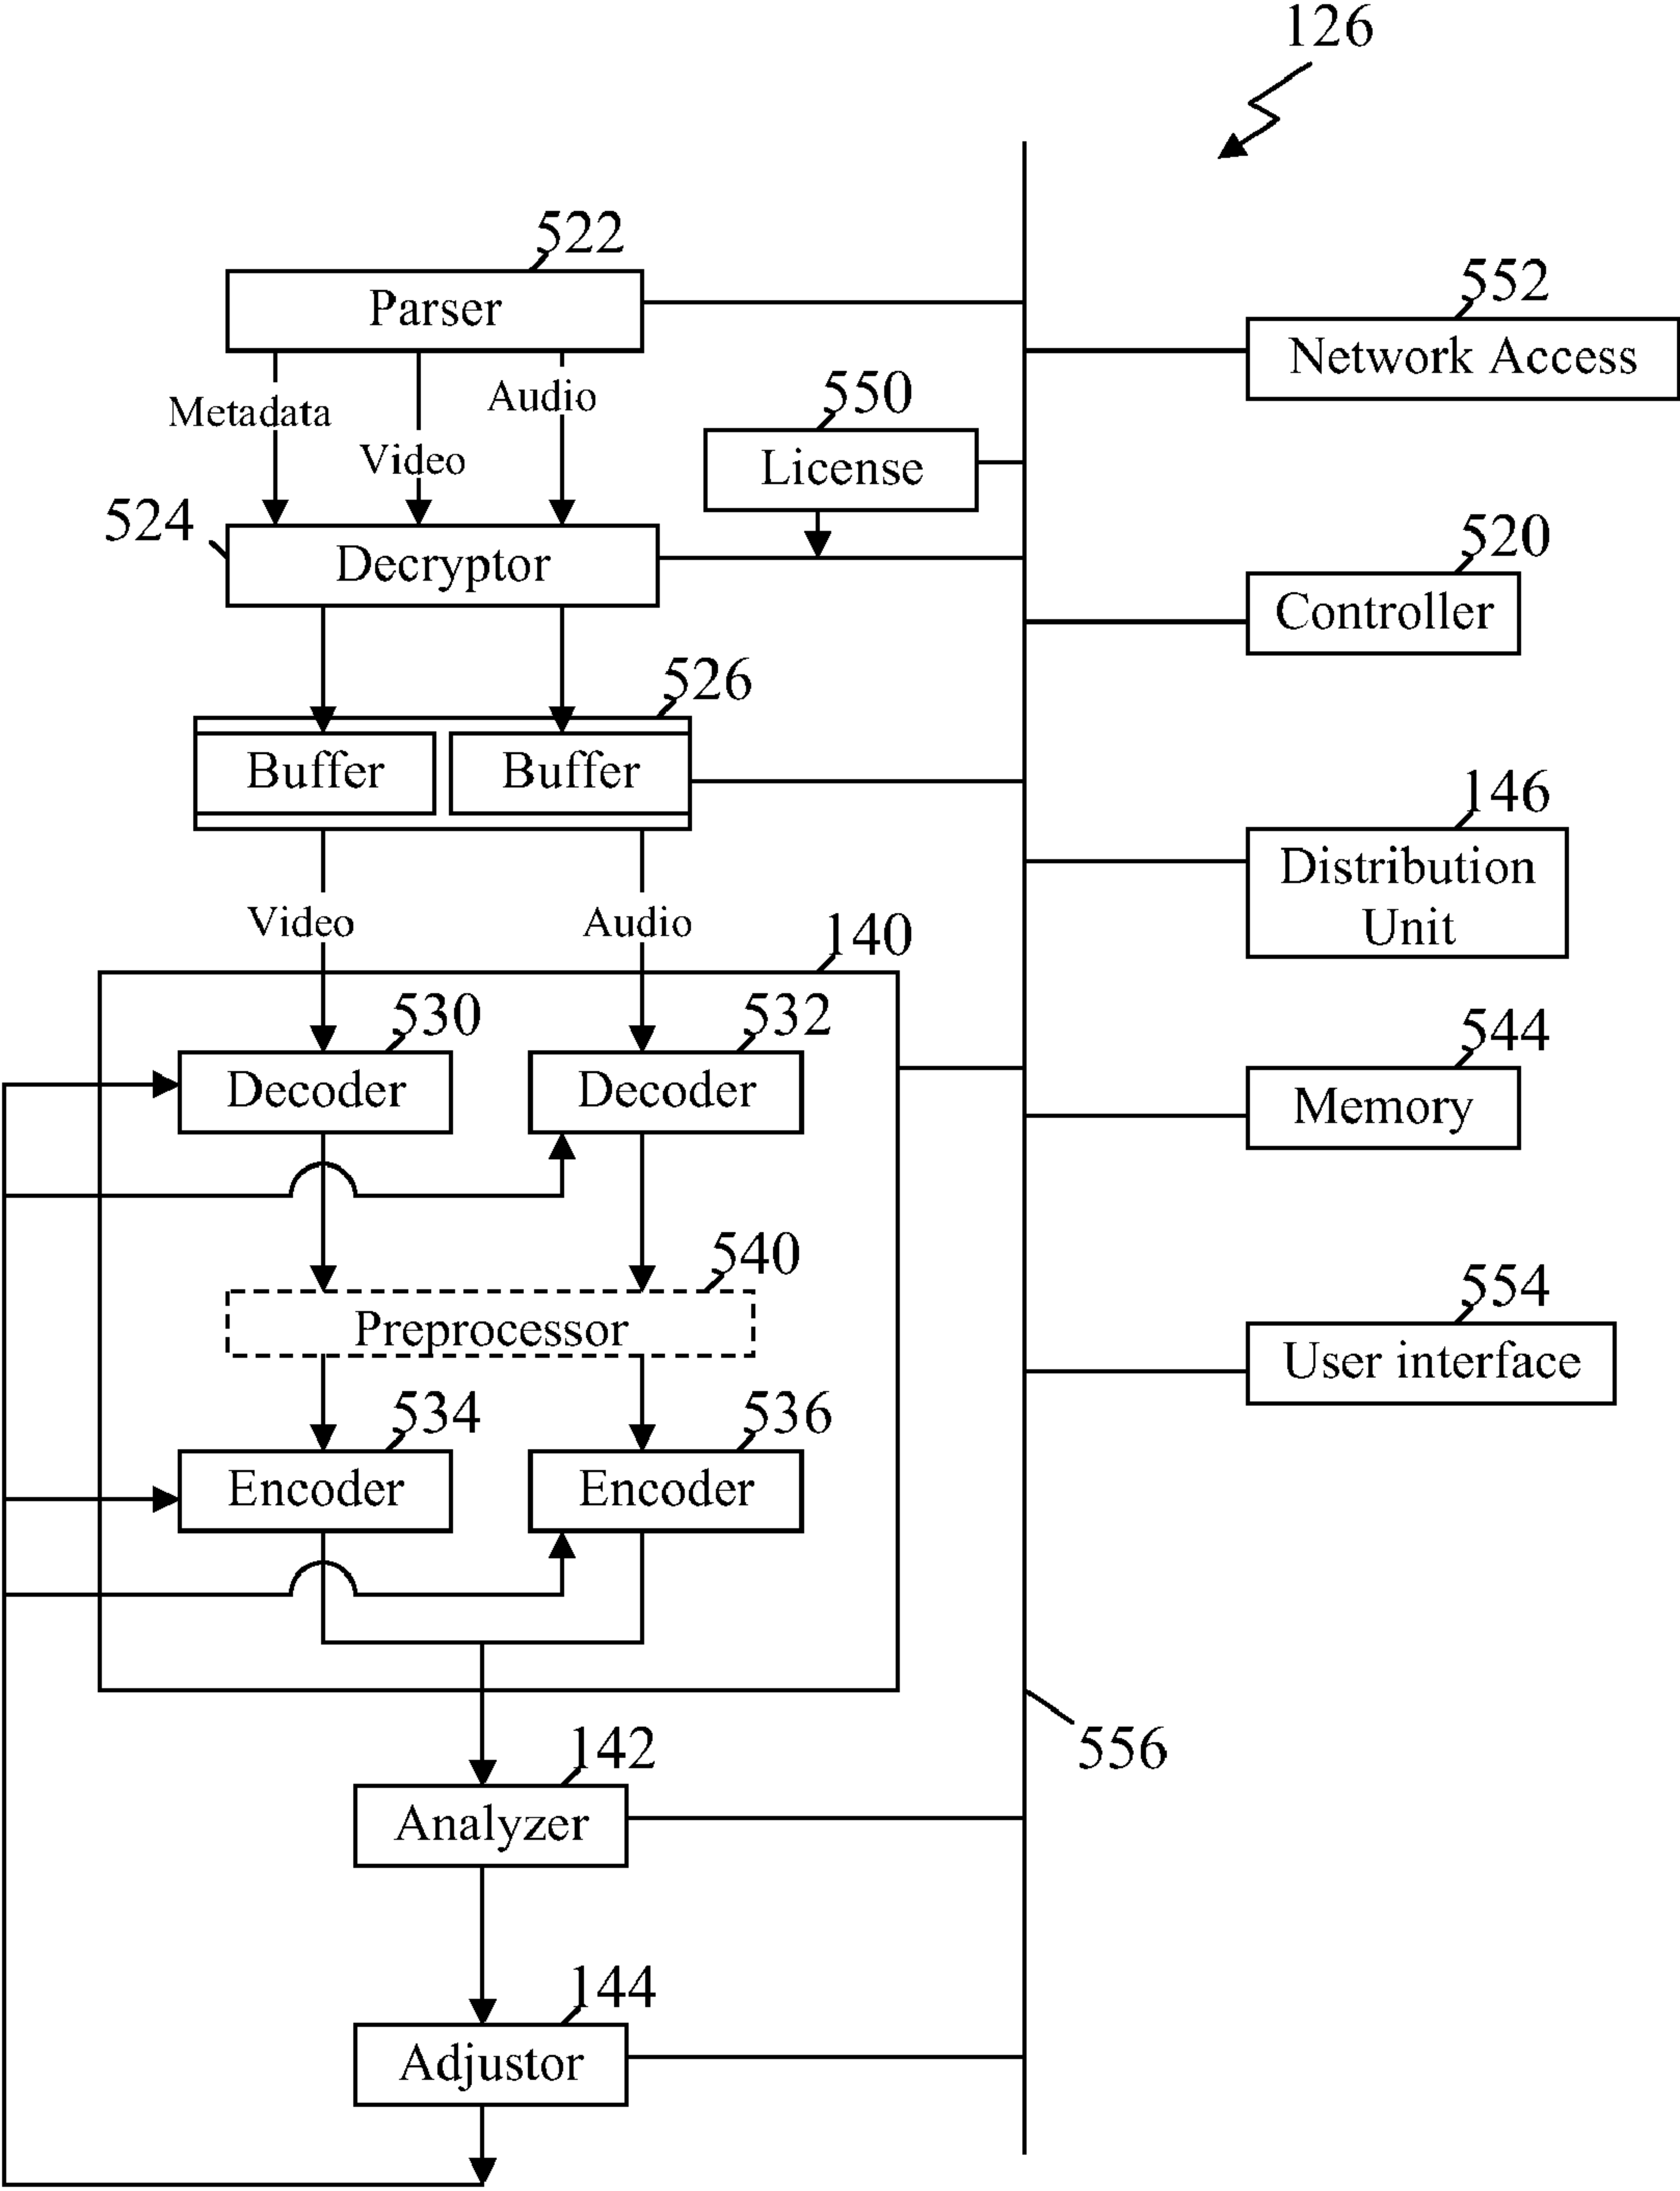 126
522
Parser
552
Network Access
Metadata
Audio
Video
550
License
524
Decryptor
520
Controller
526
Buffer
Buffer
146
Distribution
Unit
Video
Audio
140
530
Decoder
532
Decoder
544
Memory
540
Preprocessor
554
User interface
534
Encoder
536
Encoder
556
142
Analyzer
144
Adjustor